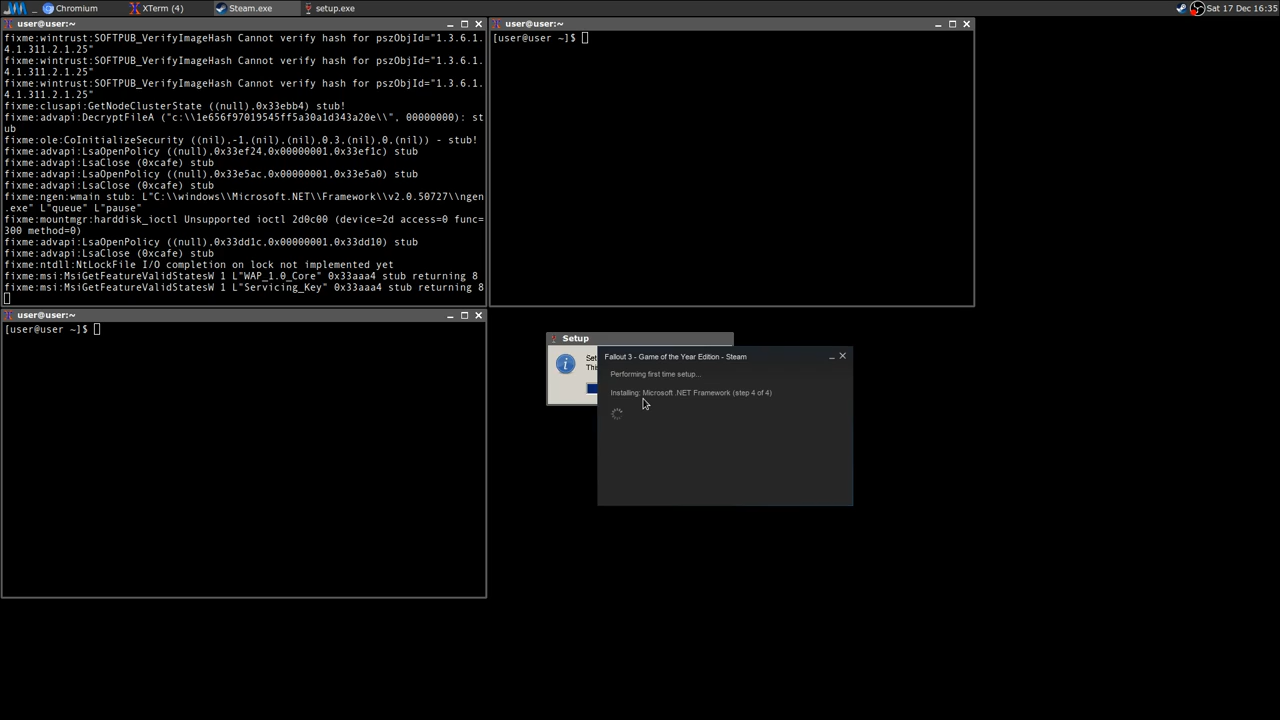 Chromium
XTerm (4)
Steam.exe
setup.exe
Sat 17 Dec 16:35
user@user:~
fixme:wintrust:SOFTPUB_VerifyImageHash Cannot verify hash for pszObjId="1.3.6.1.
4.1.311.2.1.25"
fixme:wintrust:SOFTPUB_VerifyImageHash Cannot verify hash for pszObjId="1.3.6.1.
4.1.311.2.1.25"
fixme:wintrust:SOFTPUB_VerifyImageHash Cannot verify hash for pszObjId="1.3.6.1.
4.1.311.2.1.25"
fixme:clusapi:GetNodeClusterState ((null),0x33ebb4) stub!
fixme:advapi:DecryptFileA ("c:\\1e656f97019545ff5a30a1d343a20e\\", 00000000): st
ub
fixme:ole:CoInitializeSecurity ((nil),-1,(nil),(nil),0,3,(nil),0,(nil)) - stub!
fixme:advapi:LsaOpenPolicy ((null),0x33ef24,0x00000001,0x33ef1c) stub
fixme:advapi:LsaClose (0xcafe) stub
fixme:advapi:LsaOpenPolicy ((null),0x33e5ac,0x00000001,0x33e5a0) stub
fixme:advapi:LsaClose (0xcafe) stub
fixme:ngen:wmain stub: L"C:\\windows\\Microsoft.NET\\Framework\\v2.0.50727\\ngen
.exe" L"queue" L"pause"
fixme:mountmgr:harddisk_ioctl Unsupported ioctl 2d0c00 (device=2d access=0 func=
300 method=0)
fixme:advapi:LsaOpenPolicy ((null),0x33dd1c,0x00000001,0x33dd10) stub
fixme:advapi:LsaClose (0xcafe) stub
fixme:ntdll:NtLockFile I/O completion on lock not implemented yet
fixme:msi:MsiGetFeatureValidStatesW 1 L"WAP_1.0_Core" 0x33aaa4 stub returning 8
fixme:msi:MsiGetFeatureValidStatesW 1 L"Servicing_Key" 0x33aaa4 stub returning 8
user@user:~
[user@user ~]$
user@user:~
[user@user ~]$
Setup
Set
This
Fallout 3 - Game of the Year Edition - Steam
Performing first time setup...
Installing: Microsoft .NET Framework (step 4 of 4)